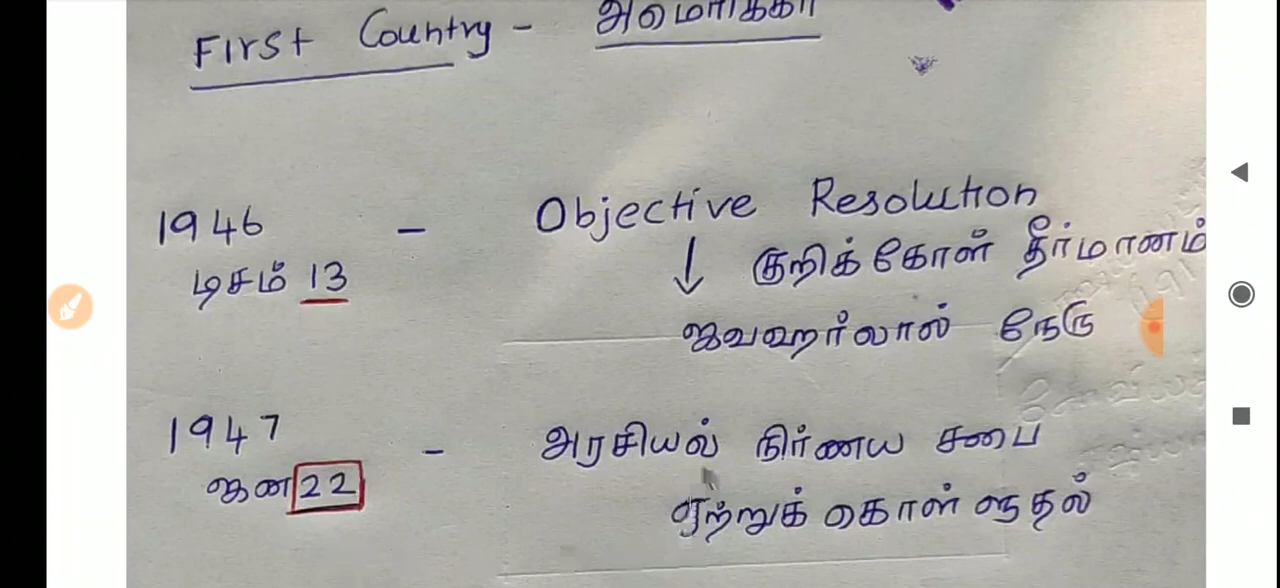 First Country - அமெரிக்கா
1946 - Objective Resolution
டிசம் 13 ↓ குறிக்கோள் தீர்மானம்
ஜவஹர்லால் நேரு
1947 - அரசியல் நிர்ணய சபை
ஜன 22 ஏற்றுக் கொள்ளுதல்